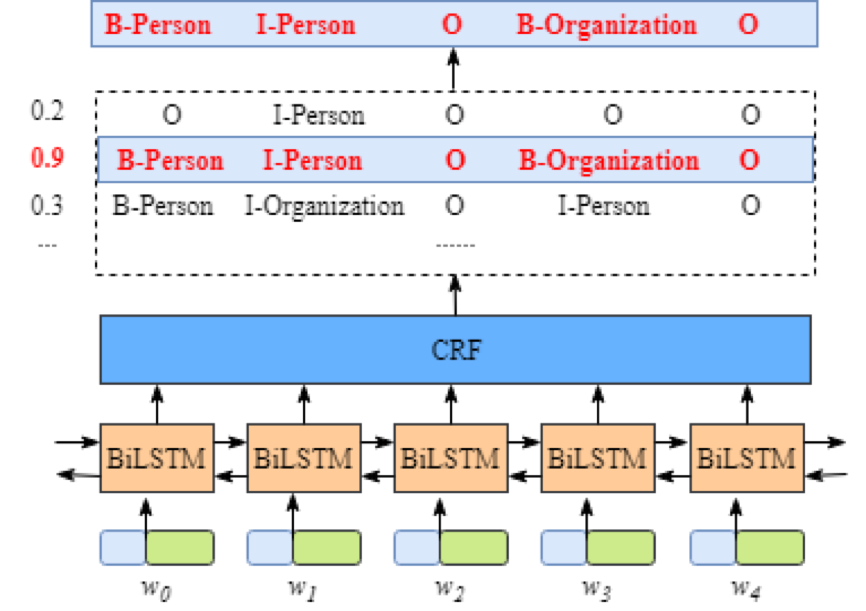 B-Person I-Person O B-Organization O
0.2 O I-Person O O O
0.9 B-Person I-Person O B-Organization O
0.3 B-Person I-Organization O I-Person O
... ......
CRF
BiLSTM BiLSTM BiLSTM BiLSTM BiLSTM
w0 w1 w2 w3 w4